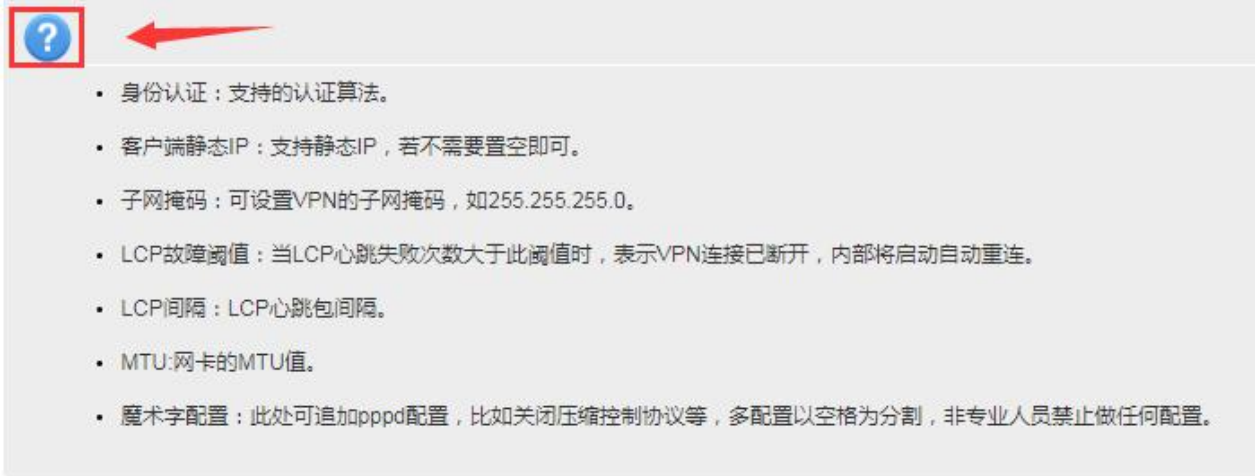 ?
• 身份认证：支持的认证算法。
• 客户端静态IP：支持静态IP，若不需要置空即可。
• 子网掩码：可设置VPN的子网掩码，如255.255.255.0。
• LCP故障阈值：当LCP心跳失败次数大于此阈值时，表示VPN连接已断开，内部将启动自动重连。
• LCP间隔：LCP心跳包间隔。
• MTU:网卡的MTU值。
• 魔术字配置：此处可追加pppd配置，比如关闭压缩控制协议等，多配置以空格为分割，非专业人员禁止做任何配置。